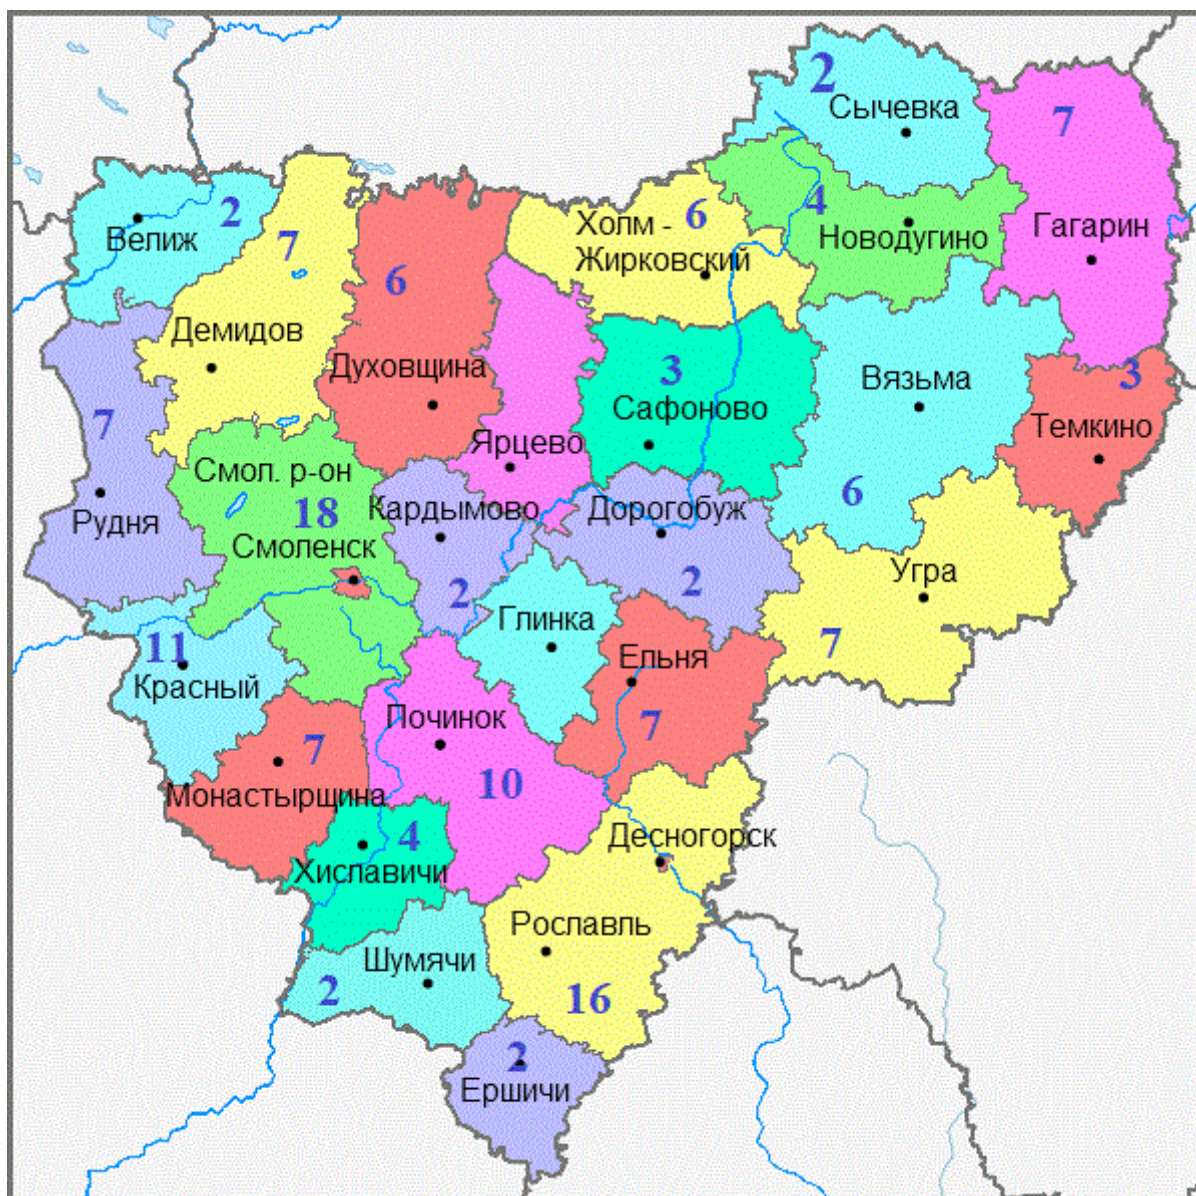 2
Сычевка
7
2
Велиж
7
6
Холм -
Жирковский
6
4
Новодугино
Гагарин
Демидов
Духовщина
3
Сафоново
Вязьма
3
Темкино
7
Рудня
Смол. р-он
18
Смоленск
Ярцево
Кардымово
2
Дорогобуж
2
6
Угра
7
Глинка
11
Красный
Ельня
7
Починок
10
7
Монастырщина
4
Хиславичи
Десногорск
Рославль
16
Шумячи
2
2
Ершичи